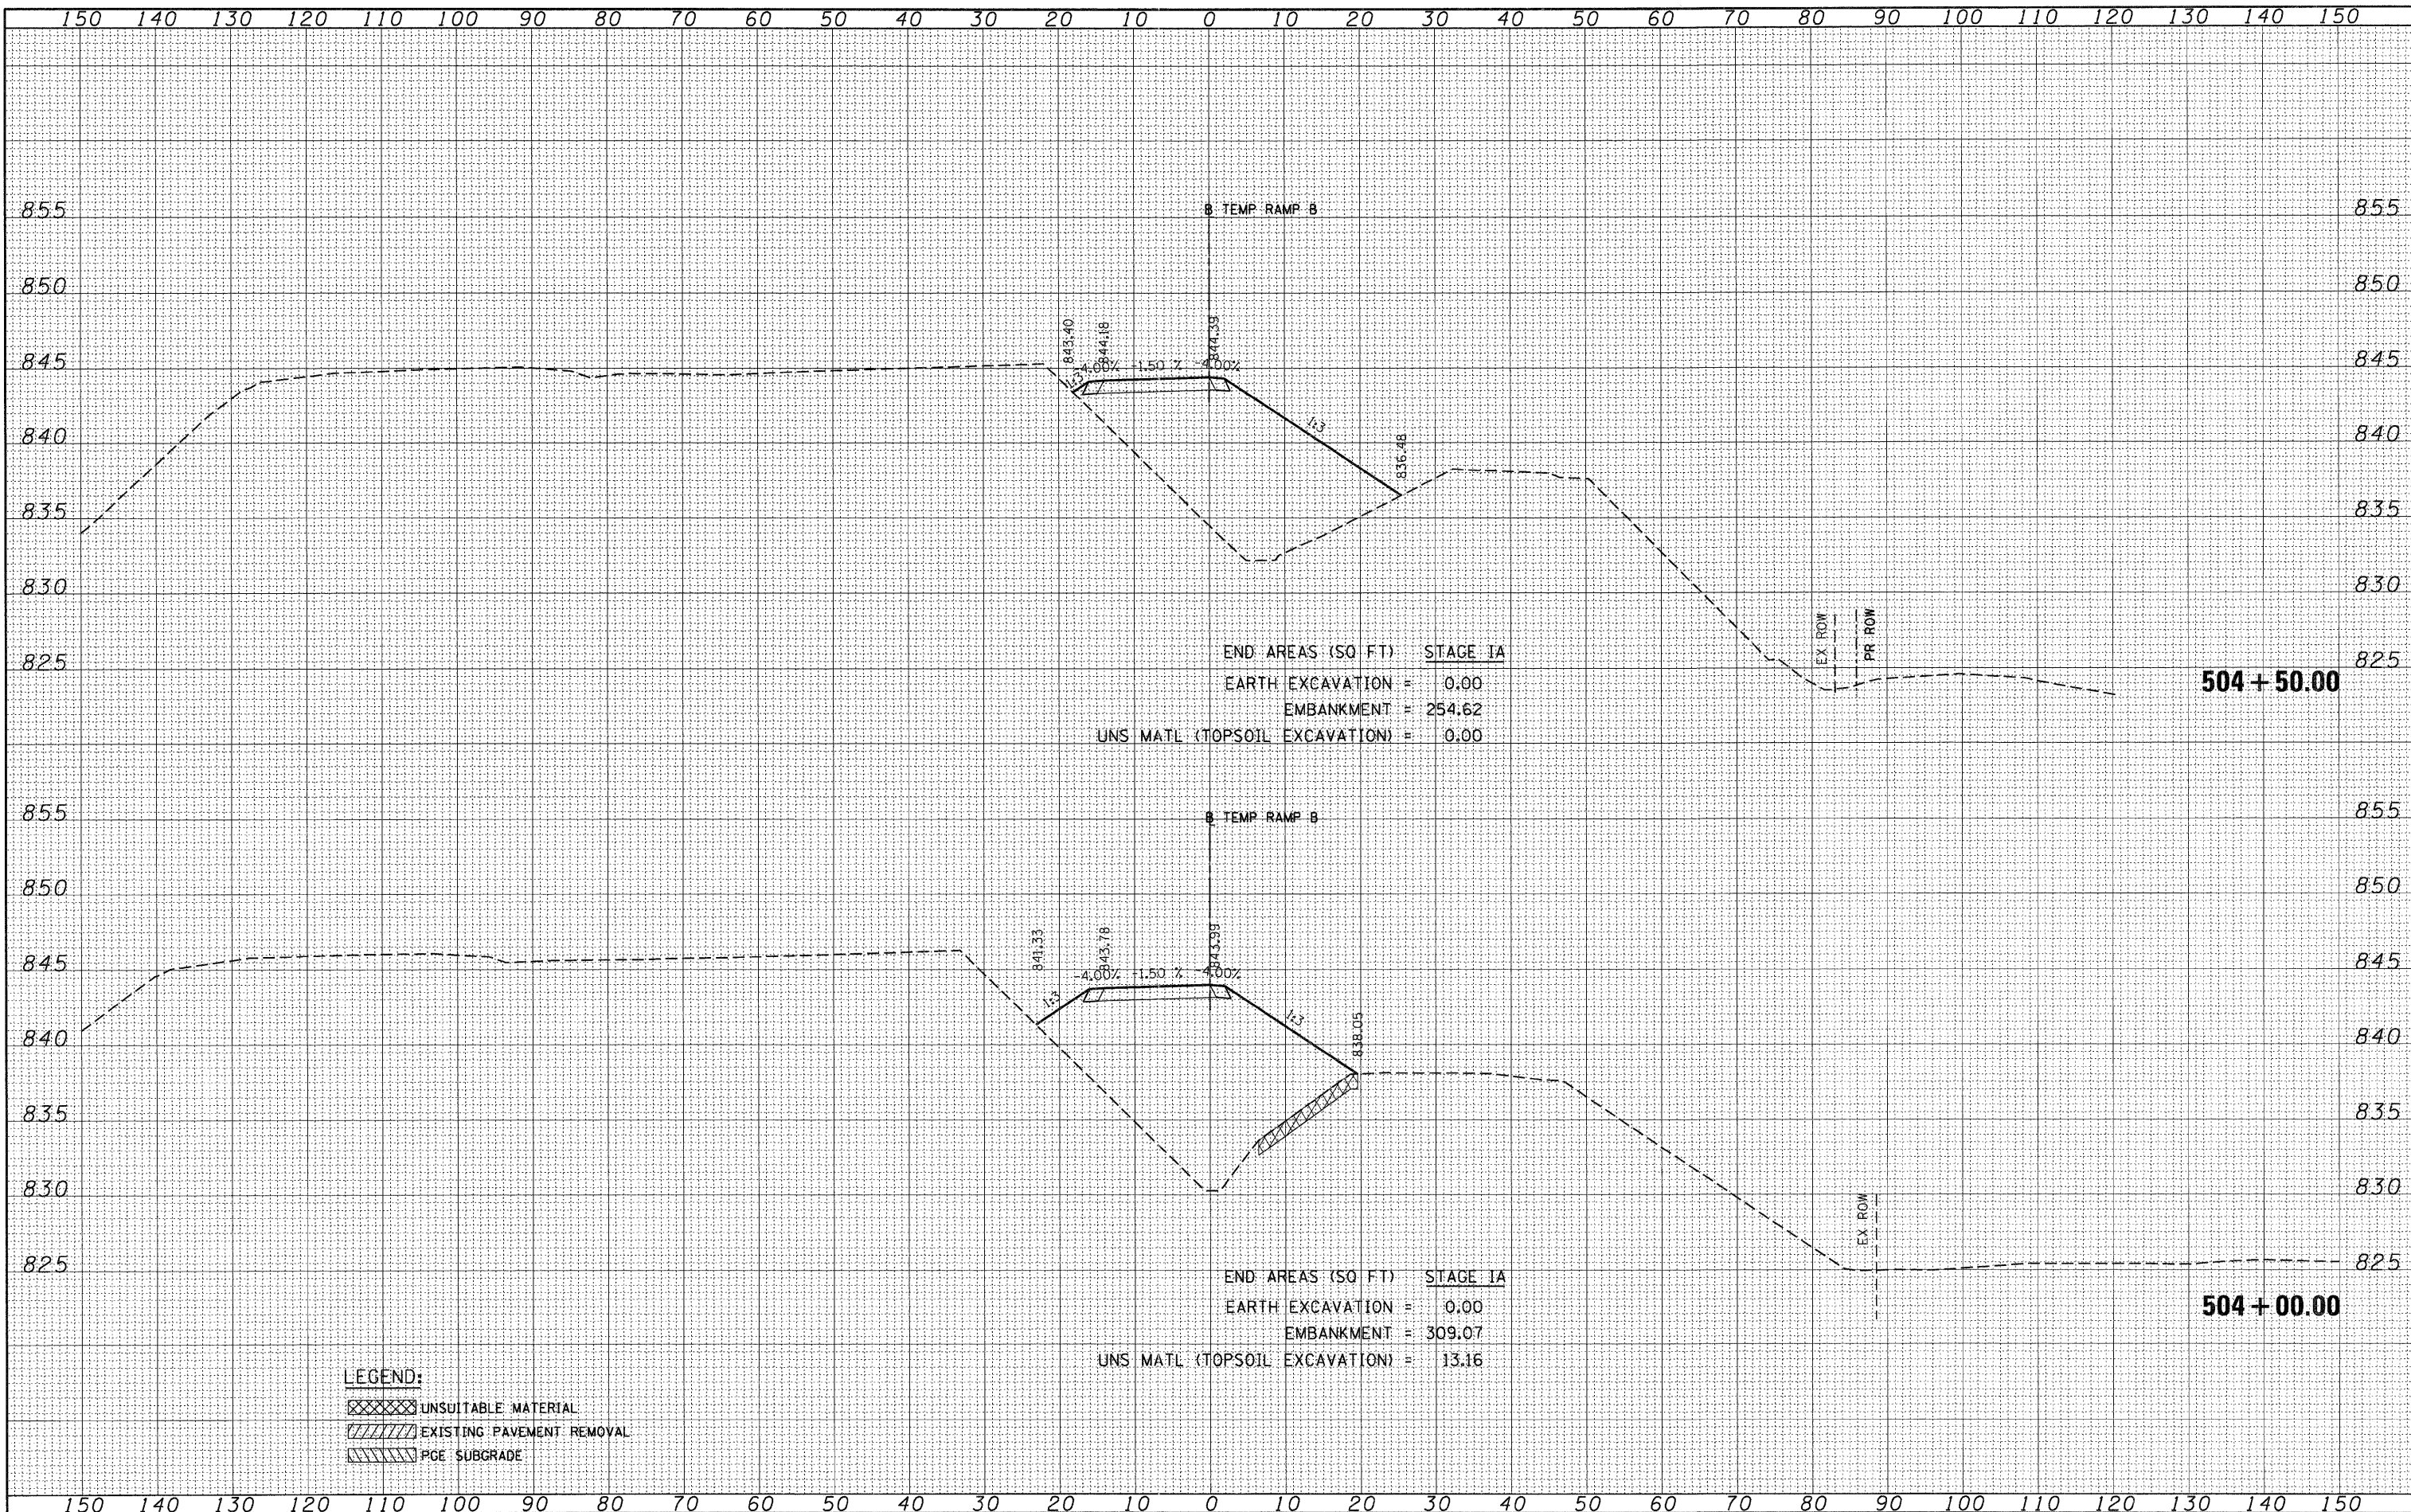 150 140 130 120 110 100 90 80 70 60 50 40 30 20 10 0 10 20 30 40 50 60 70 80 90 100 110 120 130 140 150
855 855
B TEMP RAMP B
850 850
843.40 844.18 844.39
845 845
1:3 -4.00% -1.50 % -4.00%
1:3
840 840
836.48
835 835
830 830
EX ROW PR ROW
END AREAS (SQ FT) STAGE IA
825 825
EARTH EXCAVATION = 0.00
504+50.00
EMBANKMENT = 254.62
UNS MATL (TOPSOIL EXCAVATION) = 0.00
855 855
B TEMP RAMP B
850 850
841.33 843.78 843.99
845 845
-4.00% -1.50 % -4.00%
1:3 1:3
838.05
840 840
835 835
830 830
EX ROW
825 825
END AREAS (SQ FT) STAGE IA
EARTH EXCAVATION = 0.00
504+00.00
EMBANKMENT = 309.07
UNS MATL (TOPSOIL EXCAVATION) = 13.16
LEGEND:
UNSUITABLE MATERIAL
EXISTING PAVEMENT REMOVAL
PGE SUBGRADE
150 140 130 120 110 100 90 80 70 60 50 40 30 20 10 0 10 20 30 40 50 60 70 80 90 100 110 120 130 140 150